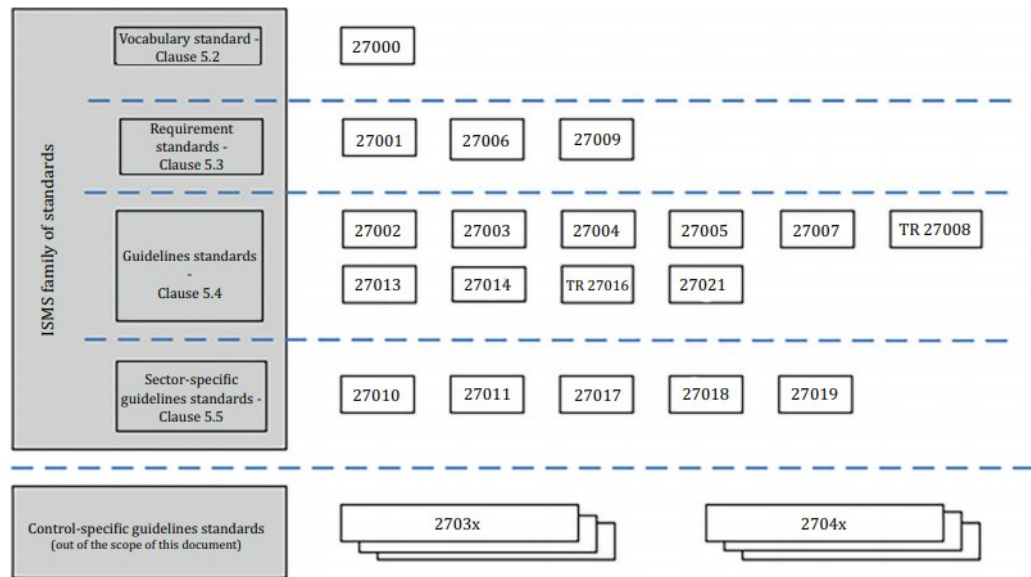 Vocabulary standard -
Clause 5.2
27000
ISMS family of standards
Requirement
standards -
Clause 5.3
27001 27006 27009
Guidelines standards
-
Clause 5.4
27002 27003 27004 27005 27007 TR 27008
27013 27014 TR 27016 27021
Sector-specific
guidelines standards -
Clause 5.5
27010 27011 27017 27018 27019
Control-specific guidelines standards
(out of the scope of this document)
2703x 2704x